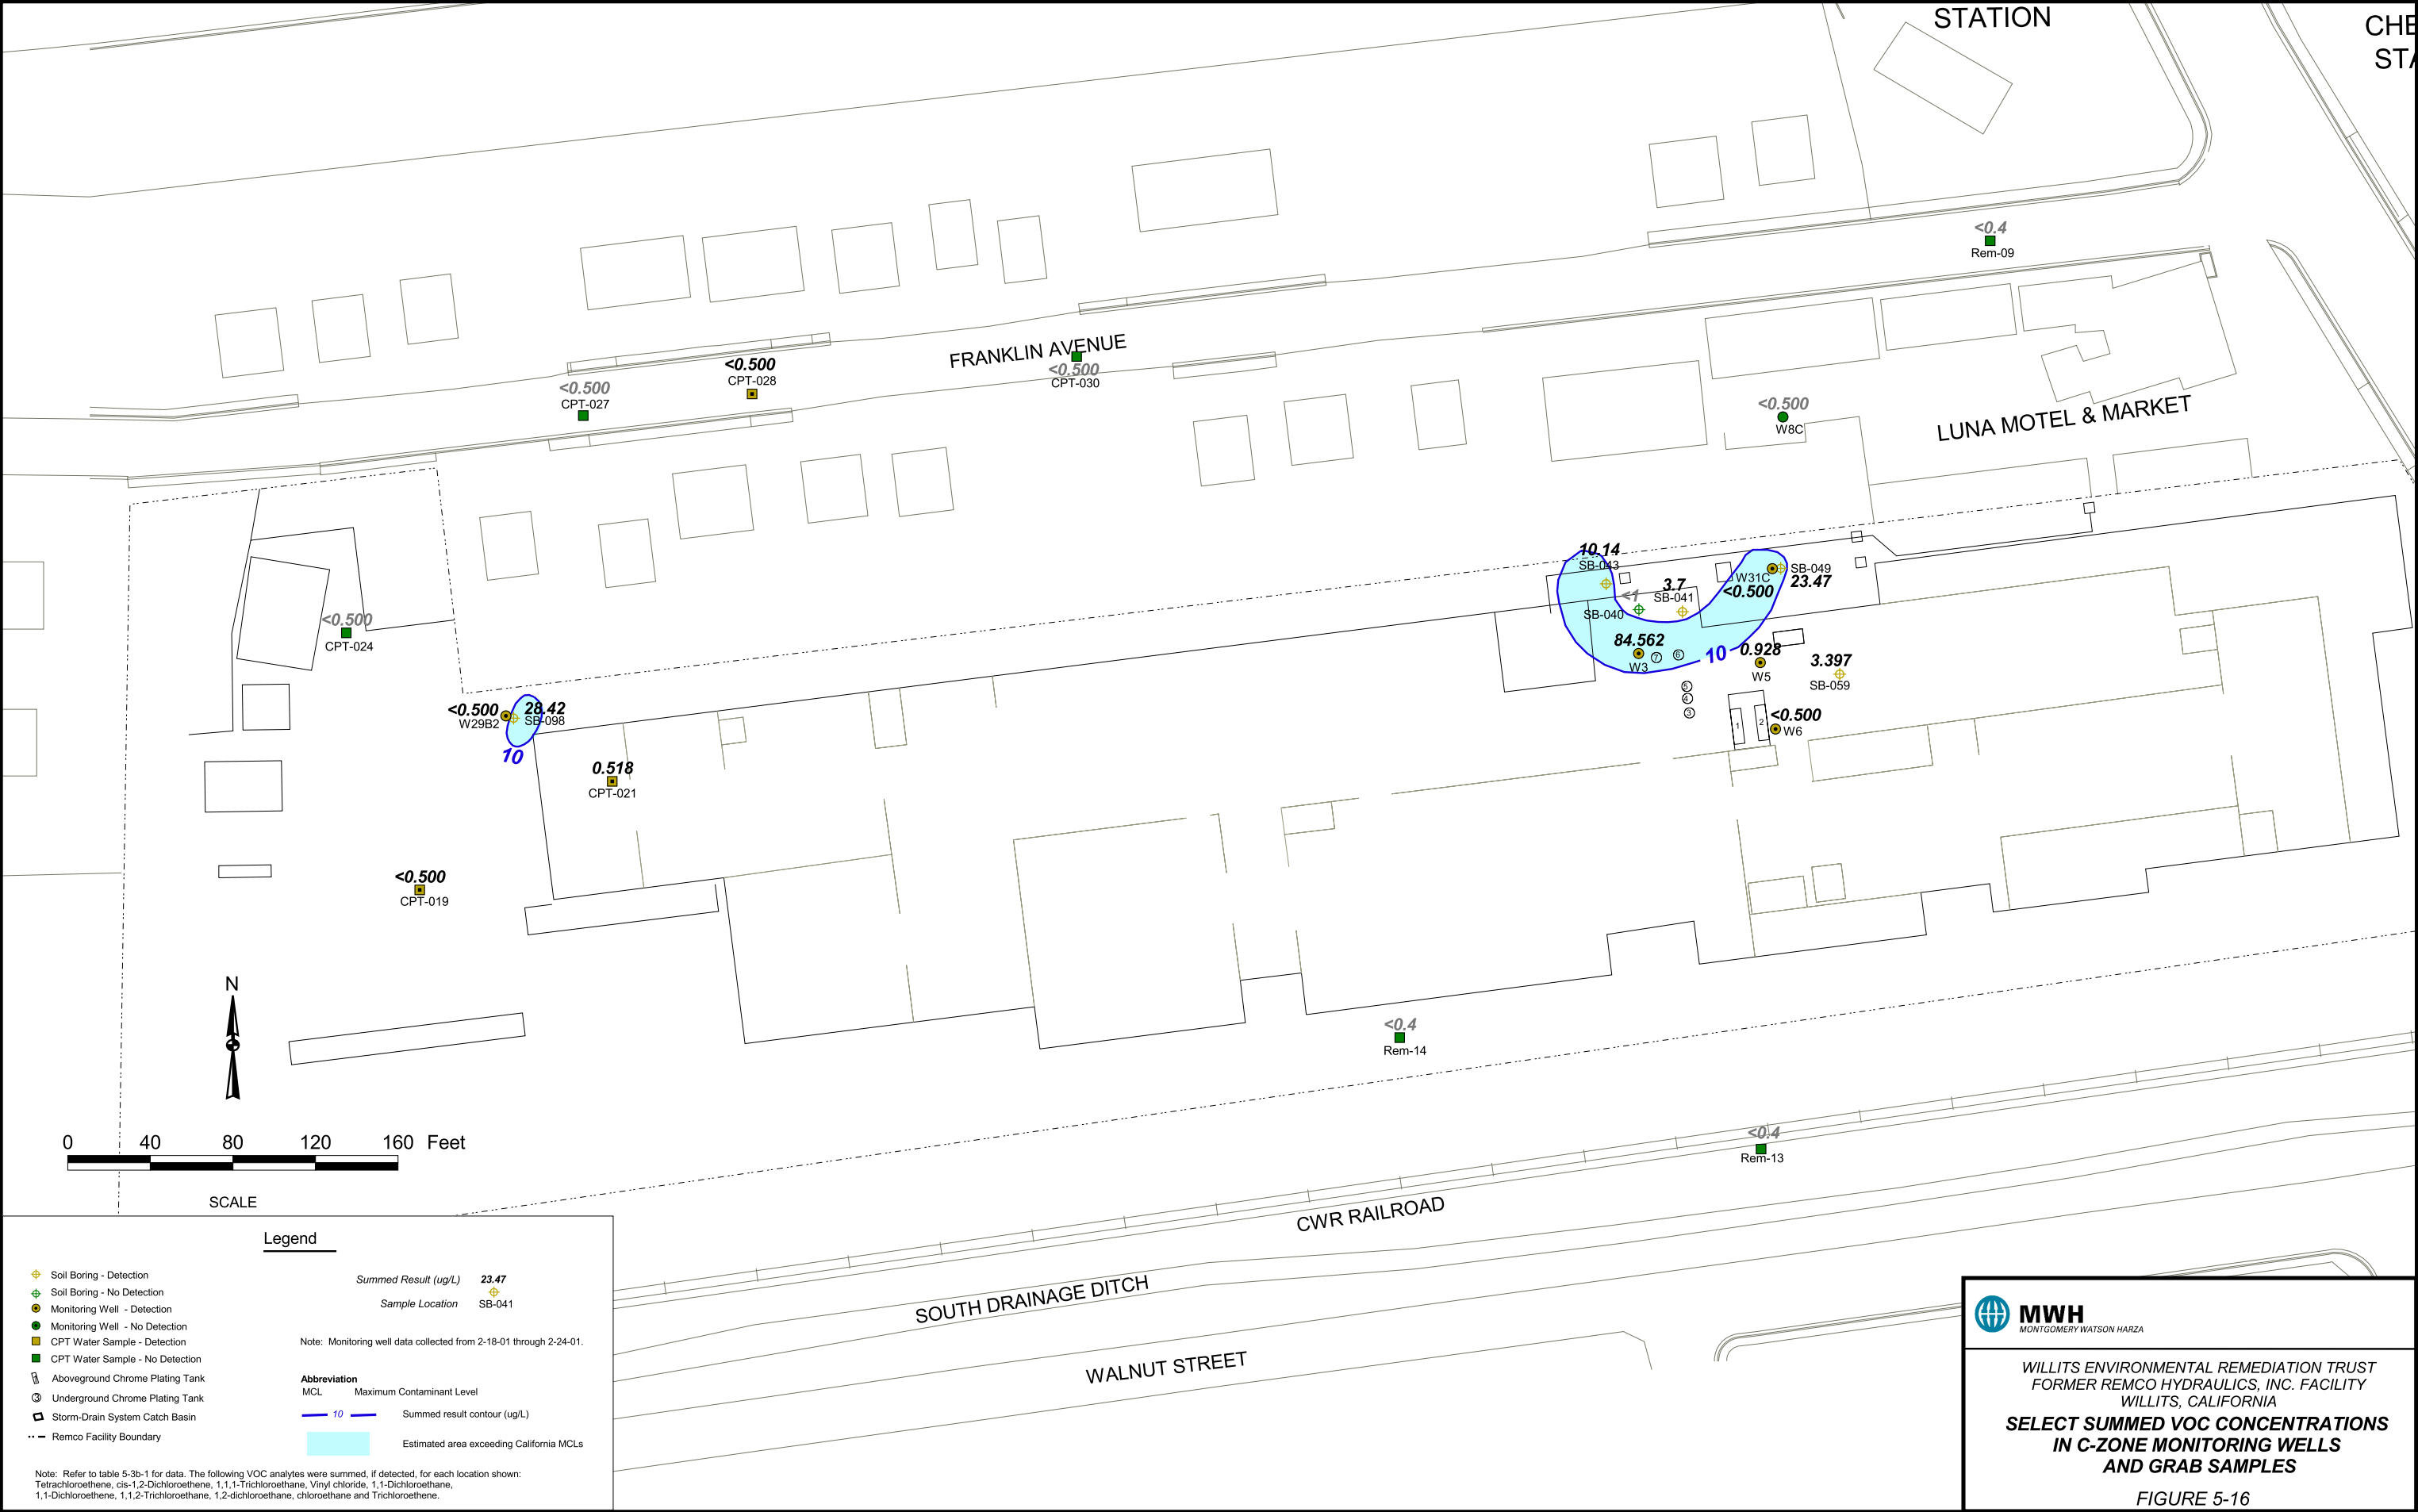 STATION
CHE
STA
<0.4
Rem-09
FRANKLIN AVENUE
<0.500
CPT-028
<0.500
CPT-030
<0.500
CPT-027
<0.500
W8C
LUNA MOTEL & MARKET
10.14
SB-043
<1
SB-040
3.7
SB-041
W31C
<0.500
SB-049
23.47
84.562
W3
7
6
10
0.928
W5
3.397
SB-059
5
4
3
1
2
<0.500
W6
<0.500
CPT-024
<0.500
W29B2
28.42
SB-098
10
0.518
CPT-021
<0.500
CPT-019
N
<0.4
Rem-14
<0.4
Rem-13
0 40 80 120 160 Feet
SCALE
CWR RAILROAD
SOUTH DRAINAGE DITCH
WALNUT STREET
Legend
Soil Boring - Detection
Soil Boring - No Detection
Monitoring Well - Detection
Monitoring Well - No Detection
CPT Water Sample - Detection
CPT Water Sample - No Detection
Aboveground Chrome Plating Tank
3 Underground Chrome Plating Tank
Storm-Drain System Catch Basin
Remco Facility Boundary
Summed Result (ug/L) 23.47
Sample Location SB-041
Note: Monitoring well data collected from 2-18-01 through 2-24-01.
Abbreviation
MCL Maximum Contaminant Level
10 Summed result contour (ug/L)
Estimated area exceeding California MCLs
Note: Refer to table 5-3b-1 for data. The following VOC analytes were summed, if detected, for each location shown:
Tetrachloroethene, cis-1,2-Dichloroethene, 1,1,1-Trichloroethane, Vinyl chloride, 1,1-Dichloroethane,
1,1-Dichloroethene, 1,1,2-Trichloroethane, 1,2-dichloroethane, chloroethane and Trichloroethene.
MWH
MONTGOMERY WATSON HARZA
WILLITS ENVIRONMENTAL REMEDIATION TRUST
FORMER REMCO HYDRAULICS, INC. FACILITY
WILLITS, CALIFORNIA
SELECT SUMMED VOC CONCENTRATIONS
IN C-ZONE MONITORING WELLS
AND GRAB SAMPLES
FIGURE 5-16